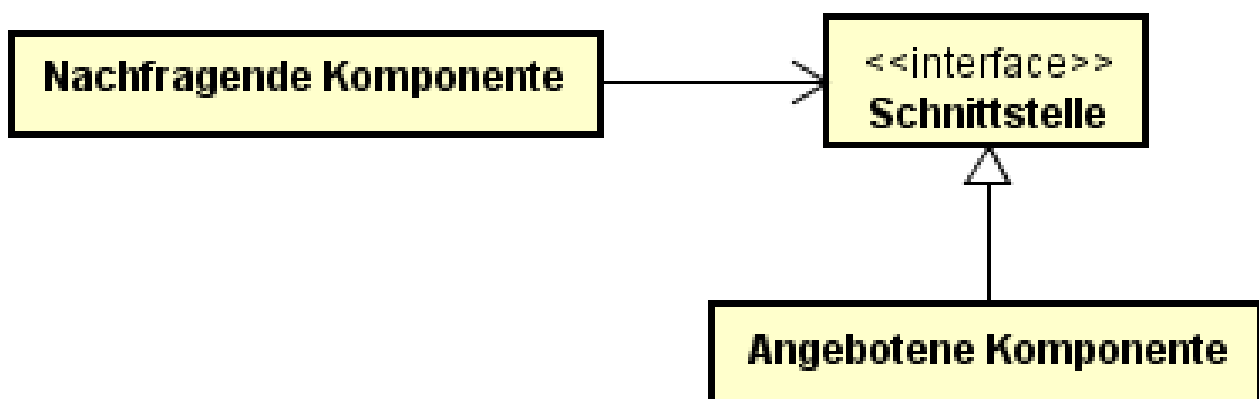 Nachfragende Komponente
<<interface>>
Schnittstelle
Angebotene Komponente